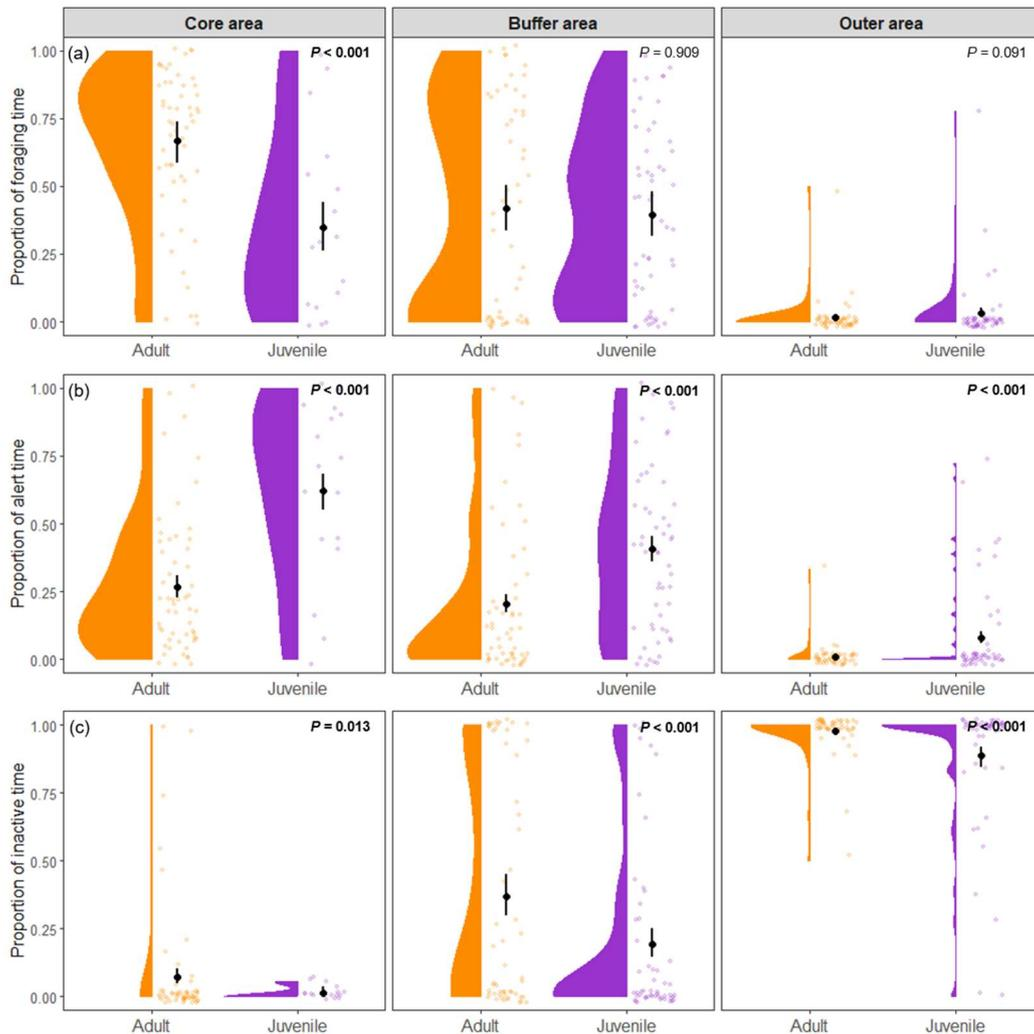 Core area
Buffer area
Outer area
Proportion of foraging time
(a)
1.00
0.75
0.50
0.25
0.00
P < 0.001
P = 0.909
P = 0.091
Adult
Juvenile
Adult
Juvenile
Adult
Juvenile
Proportion of alert time
(b)
1.00
0.75
0.50
0.25
0.00
P < 0.001
P < 0.001
P < 0.001
Adult
Juvenile
Adult
Juvenile
Adult
Juvenile
Proportion of inactive time
(c)
1.00
0.75
0.50
0.25
0.00
P = 0.013
P < 0.001
P < 0.001
Adult
Juvenile
Adult
Juvenile
Adult
Juvenile